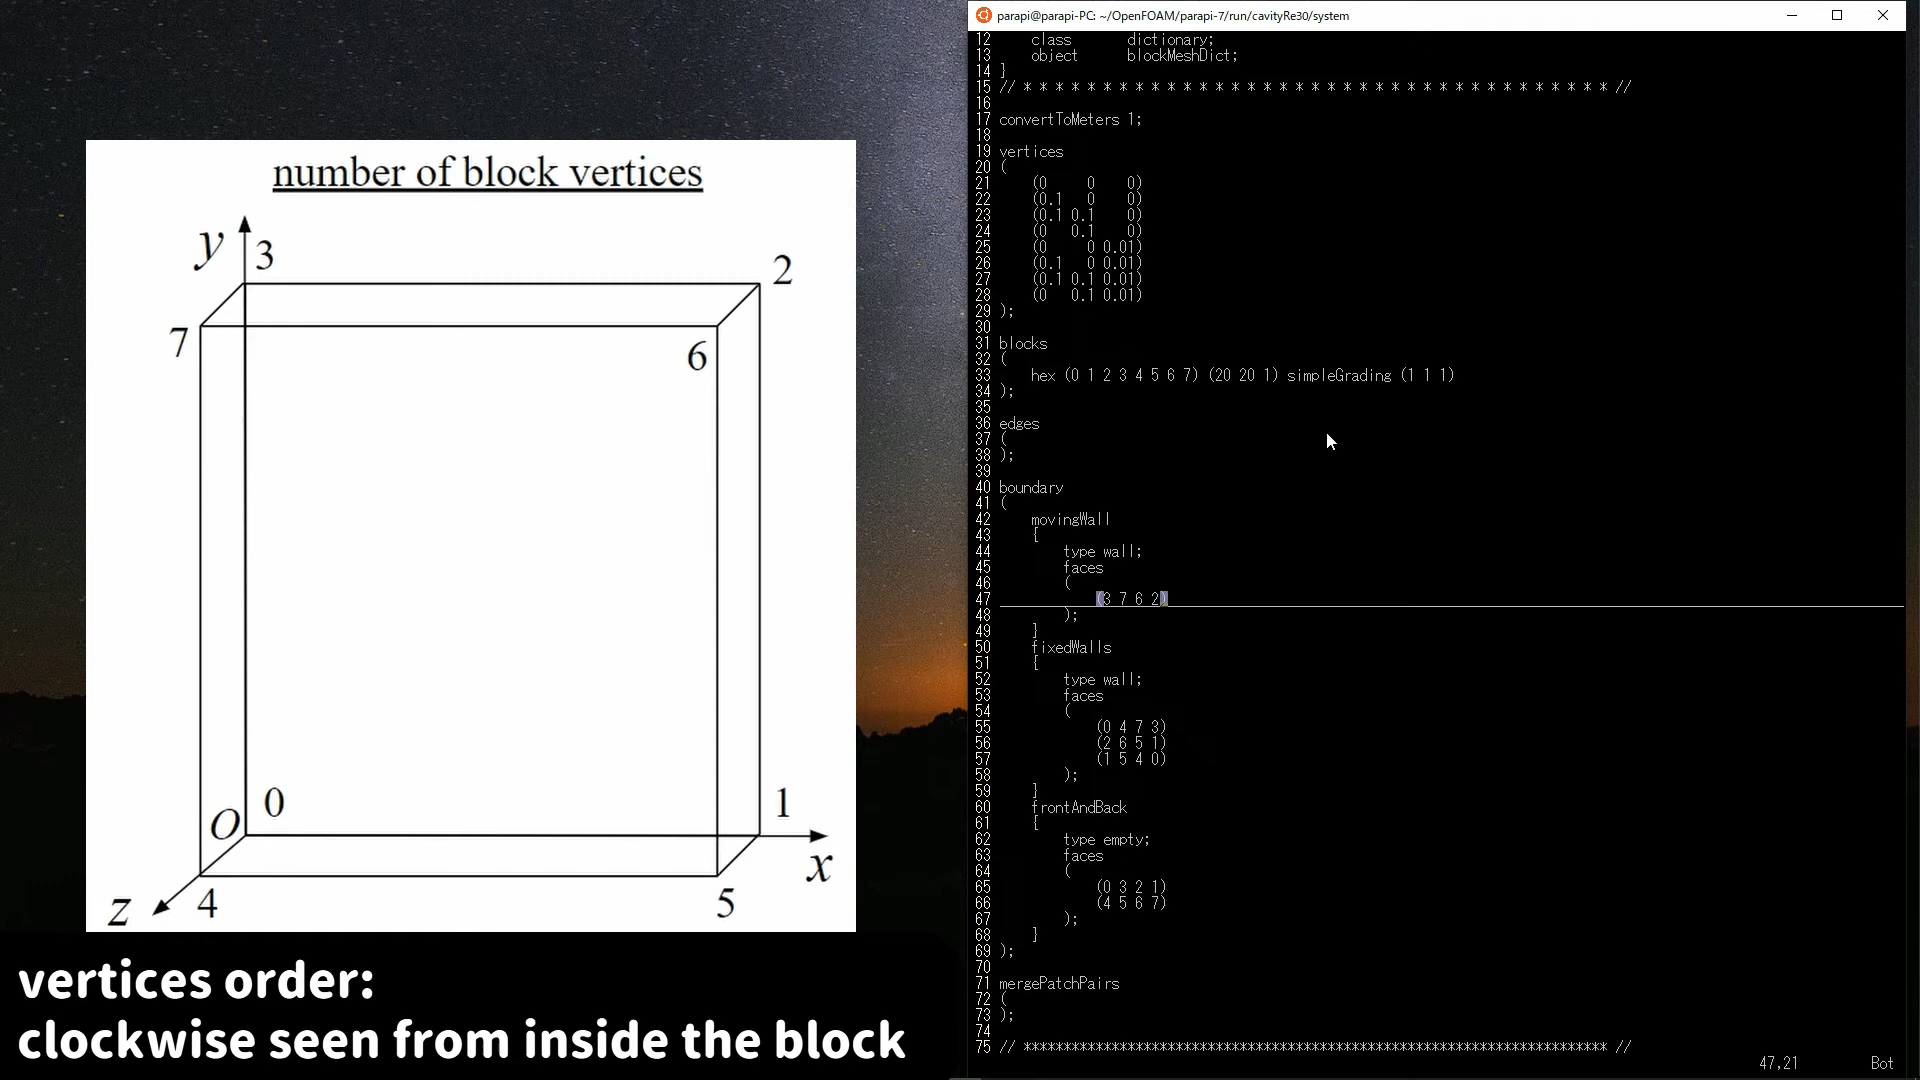 number of block vertices
y
3
2
7
6
O
0
1
x
z
4
5
vertices order:
clockwise seen from inside the block
parapi@parapi-PC: ~/OpenFOAM/parapi-7/run/cavityRe30/system
12     class       dictionary;
13     object      blockMeshDict;
14 }
15 // * * * * * * * * * * * * * * * * * * * * * * * * * * * * * * * * * * * * * //
16
17 convertToMeters 1;
18
19 vertices
20 (
21     (0     0    0)
22     (0.1   0    0)
23     (0.1 0.1    0)
24     (0   0.1    0)
25     (0     0 0.01)
26     (0.1   0 0.01)
27     (0.1 0.1 0.01)
28     (0   0.1 0.01)
29 );
30
31 blocks
32 (
33     hex (0 1 2 3 4 5 6 7) (20 20 1) simpleGrading (1 1 1)
34 );
35
36 edges
37 (
38 );
39
40 boundary
41 (
42     movingWall
43     {
44         type wall;
45         faces
46         (
47             (3 7 6 2)
48         );
49     }
50     fixedWalls
51     {
52         type wall;
53         faces
54         (
55             (0 4 7 3)
56             (2 6 5 1)
57             (1 5 4 0)
58         );
59     }
60     frontAndBack
61     {
62         type empty;
63         faces
64         (
65             (0 3 2 1)
66             (4 5 6 7)
67         );
68     }
69 );
70
71 mergePatchPairs
72 (
73 );
74
75 // ************************************************************************* //
47,21 Bot